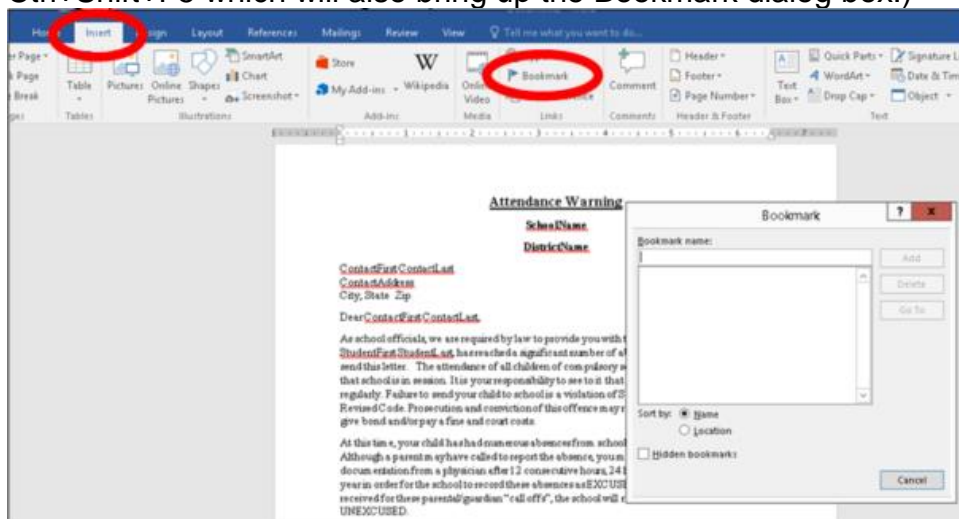 Ctrl+Shift+F5 which will also bring up the Bookmark dialog box.)
Home Insert Design Layout References Mailings Review View Tell me what you want to do...
er Page
k Page
e Break
Table
Pictures
Online Pictures
Shapes
SmartArt
Chart
Screenshot
Store
My Add-ins
Wikipedia
Online Video
Bookmark
Comment
Header
Footer
Page Number
Text Box
Quick Parts
WordArt
Drop Cap
Signature L
Date & Tim
Object
ges Tables Illustrations Add-ins Media Links Comments Header & Footer Text
Attendance Warning
SchoolName
DistrictName
ContactFirst ContactLast
ContactAddress
City, State Zip
Dear ContactFirst ContactLast,
As school officials, we are required by law to provide you with t
StudentFirst StudentLast, has reached a significant number of a
send this letter. The attendance of all children of compulsory s
that school is in session. It is your responsibility to see to it that
regularly. Failure to send your child to school is a violation of S
Revised Code. Prosecution and conviction of this offence may r
give bond and/or pay a fine and court costs.
At this time, your child has had numerous absences from school
Although a parent may have called to report the absence, you m
documentation from a physician after 12 consecutive hours, 24 
year in order for the school to record these absences as EXCUS
received for these parental/guardian "call offs", the school will r
UNEXCUSED.
Bookmark
? x
Bookmark name:
Add
Delete
Go To
Sort by: Name
Location
Hidden bookmarks
Cancel